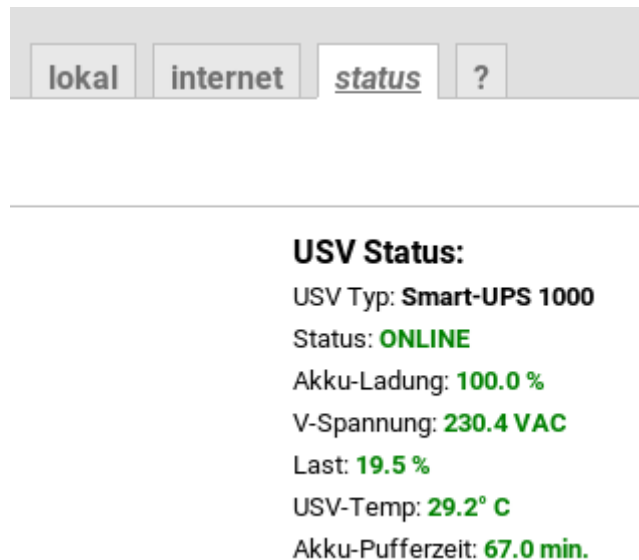 lokal internet status ?
USV Status:
USV Typ: Smart-UPS 1000
Status: ONLINE
Akku-Ladung: 100.0 %
V-Spannung: 230.4 VAC
Last: 19.5 %
USV-Temp: 29.2° C
Akku-Pufferzeit: 67.0 min.